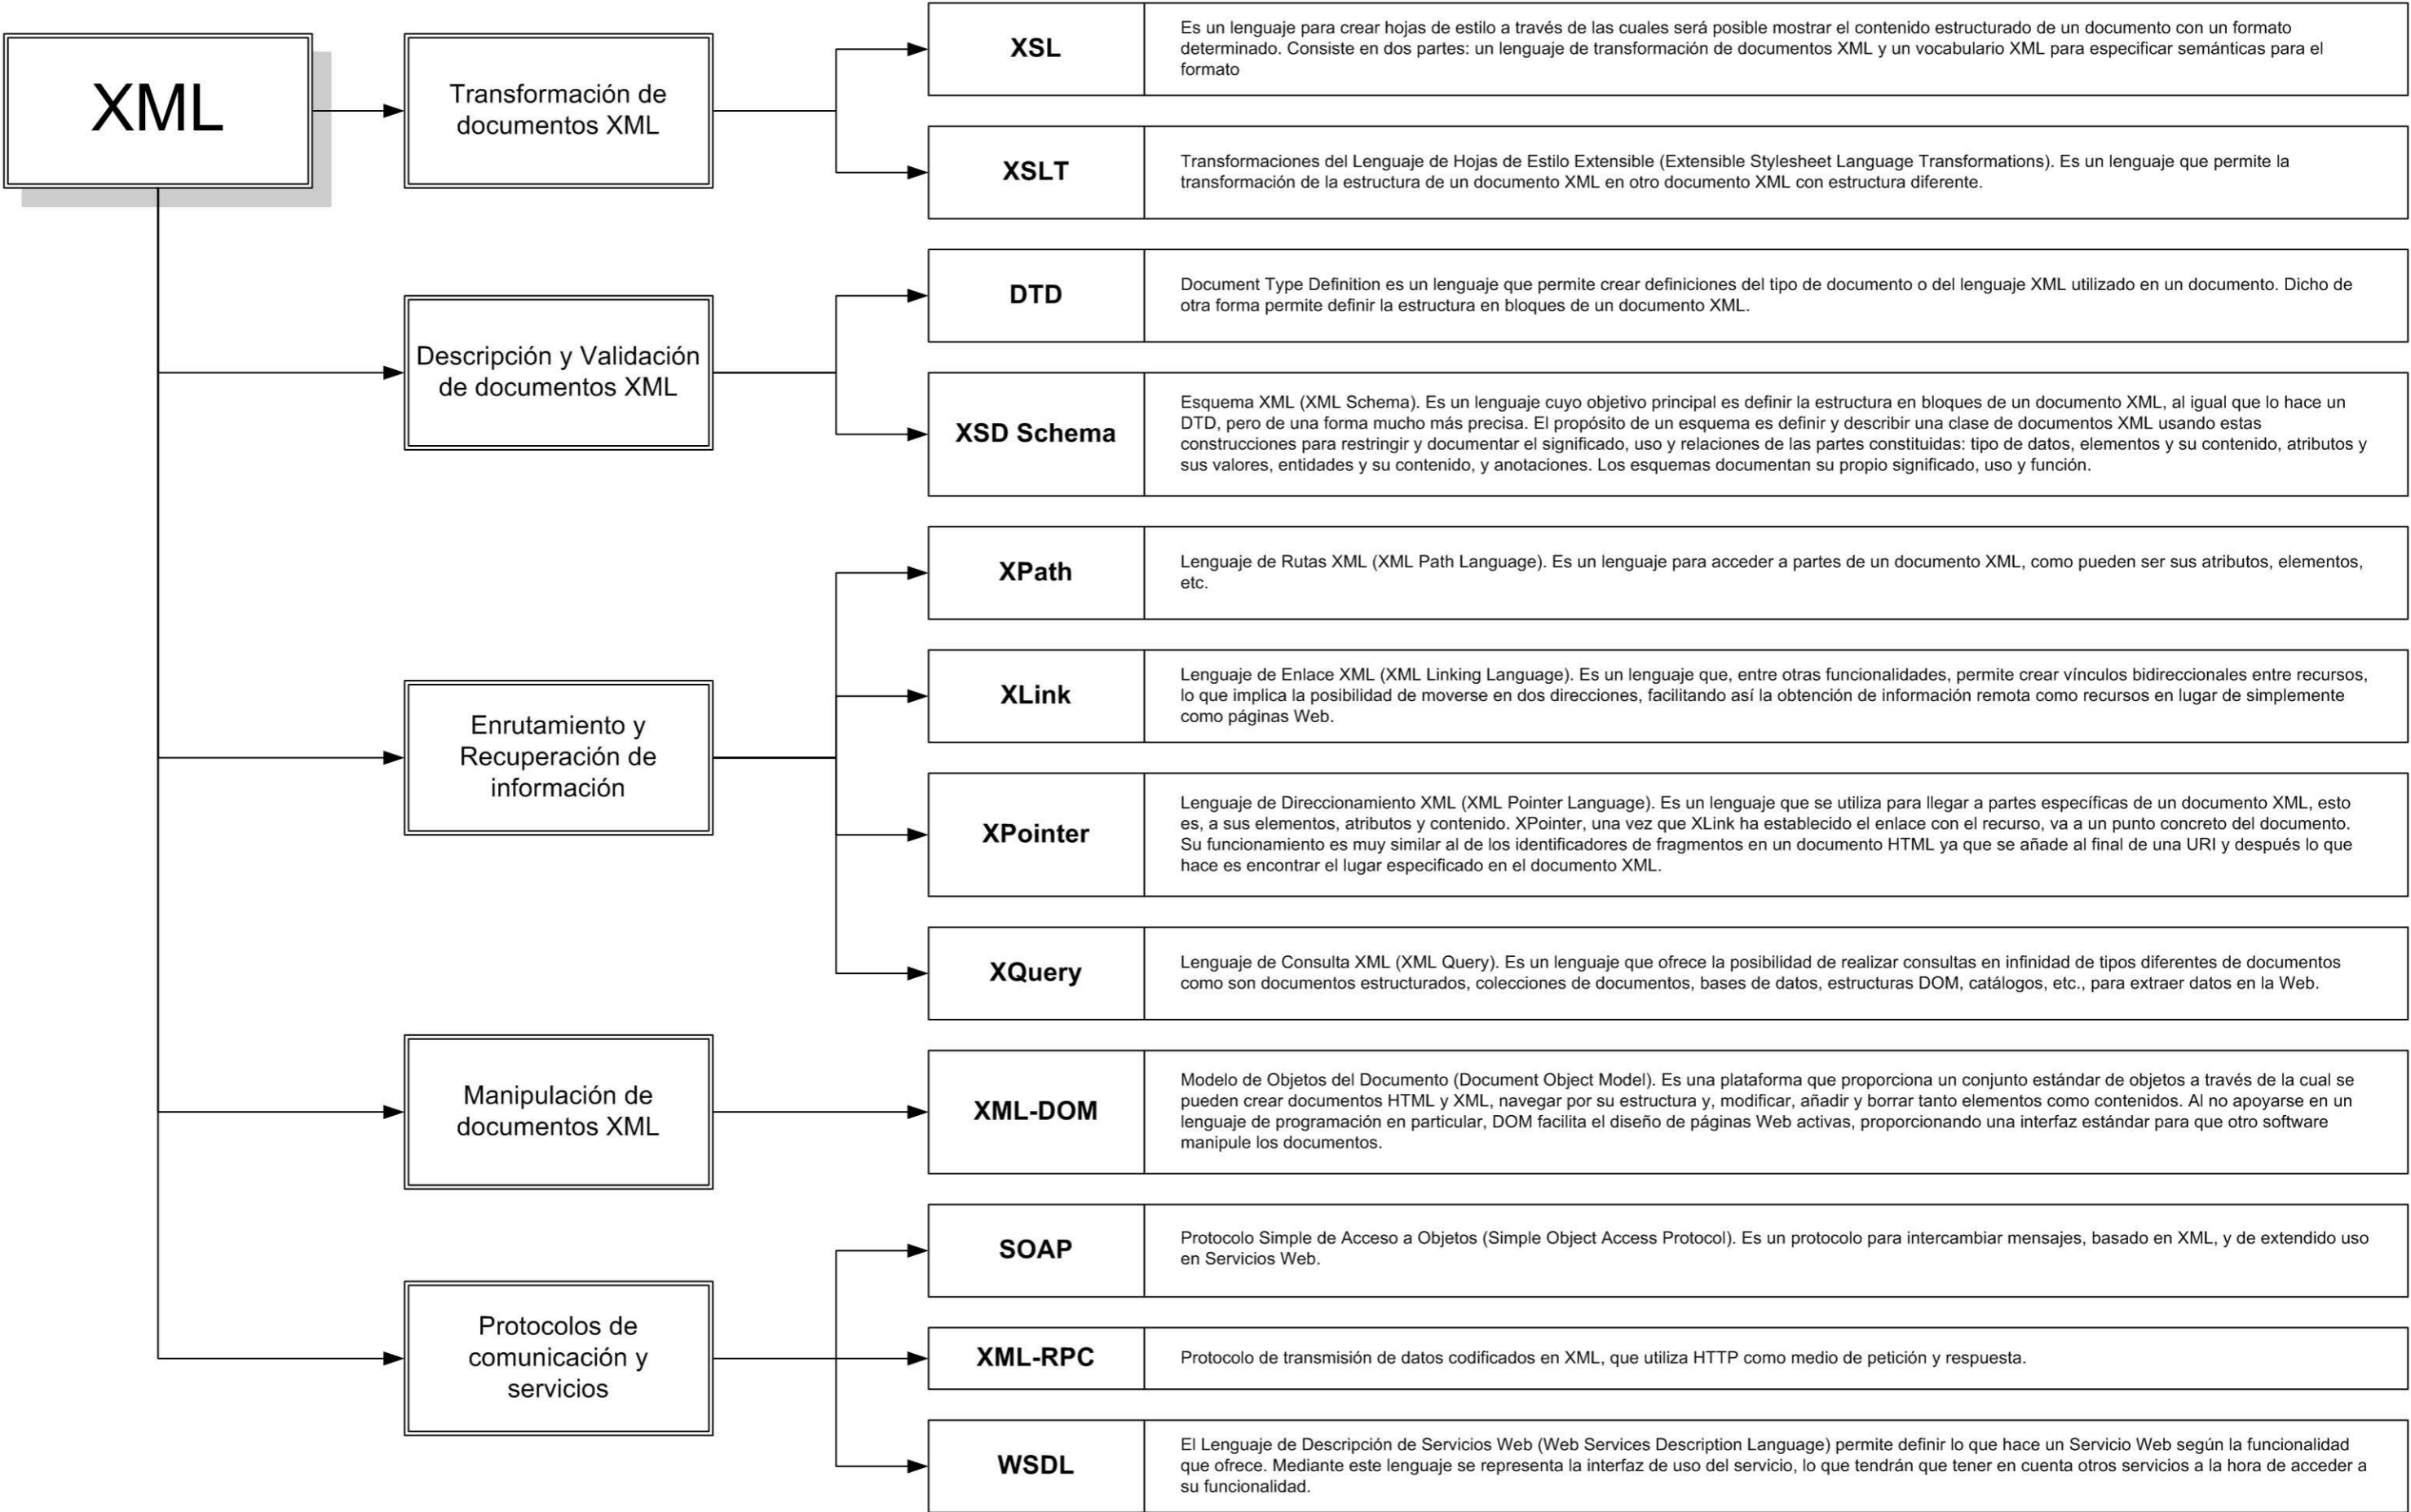 XML
Transformación de
documentos XML
XSL
Es un lenguaje para crear hojas de estilo a través de las cuales será posible mostrar el contenido estructurado de un documento con un formato
determinado. Consiste en dos partes: un lenguaje de transformación de documentos XML y un vocabulario XML para especificar semánticas para el
formato
XSLT
Transformaciones del Lenguaje de Hojas de Estilo Extensible (Extensible Stylesheet Language Transformations). Es un lenguaje que permite la
transformación de la estructura de un documento XML en otro documento XML con estructura diferente.
Descripción y Validación
de documentos XML
DTD
Document Type Definition es un lenguaje que permite crear definiciones del tipo de documento o del lenguaje XML utilizado en un documento. Dicho de
otra forma permite definir la estructura en bloques de un documento XML.
XSD Schema
Esquema XML (XML Schema). Es un lenguaje cuyo objetivo principal es definir la estructura en bloques de un documento XML, al igual que lo hace un
DTD, pero de una forma mucho más precisa. El propósito de un esquema es definir y describir una clase de documentos XML usando estas
construcciones para restringir y documentar el significado, uso y relaciones de las partes constituidas: tipo de datos, elementos y su contenido, atributos y
sus valores, entidades y su contenido, y anotaciones. Los esquemas documentan su propio significado, uso y función.
Enrutamiento y
Recuperación de
información
XPath
Lenguaje de Rutas XML (XML Path Language). Es un lenguaje para acceder a partes de un documento XML, como pueden ser sus atributos, elementos,
etc.
XLink
Lenguaje de Enlace XML (XML Linking Language). Es un lenguaje que, entre otras funcionalidades, permite crear vínculos bidireccionales entre recursos,
lo que implica la posibilidad de moverse en dos direcciones, facilitando así la obtención de información remota como recursos en lugar de simplemente
como páginas Web.
XPointer
Lenguaje de Direccionamiento XML (XML Pointer Language). Es un lenguaje que se utiliza para llegar a partes específicas de un documento XML, esto
es, a sus elementos, atributos y contenido. XPointer, una vez que XLink ha establecido el enlace con el recurso, va a un punto concreto del documento.
Su funcionamiento es muy similar al de los identificadores de fragmentos en un documento HTML ya que se añade al final de una URI y después lo que
hace es encontrar el lugar especificado en el documento XML.
XQuery
Lenguaje de Consulta XML (XML Query). Es un lenguaje que ofrece la posibilidad de realizar consultas en infinidad de tipos diferentes de documentos
como son documentos estructurados, colecciones de documentos, bases de datos, estructuras DOM, catálogos, etc., para extraer datos en la Web.
Manipulación de
documentos XML
XML-DOM
Modelo de Objetos del Documento (Document Object Model). Es una plataforma que proporciona un conjunto estándar de objetos a través de la cual se
pueden crear documentos HTML y XML, navegar por su estructura y, modificar, añadir y borrar tanto elementos como contenidos. Al no apoyarse en un
lenguaje de programación en particular, DOM facilita el diseño de páginas Web activas, proporcionando una interfaz estándar para que otro software
manipule los documentos.
Protocolos de
comunicación y
servicios
SOAP
Protocolo Simple de Acceso a Objetos (Simple Object Access Protocol). Es un protocolo para intercambiar mensajes, basado en XML, y de extendido uso
en Servicios Web.
XML-RPC
Protocolo de transmisión de datos codificados en XML, que utiliza HTTP como medio de petición y respuesta.
WSDL
El Lenguaje de Descripción de Servicios Web (Web Services Description Language) permite definir lo que hace un Servicio Web según la funcionalidad
que ofrece. Mediante este lenguaje se representa la interfaz de uso del servicio, lo que tendrán que tener en cuenta otros servicios a la hora de acceder a
su funcionalidad.